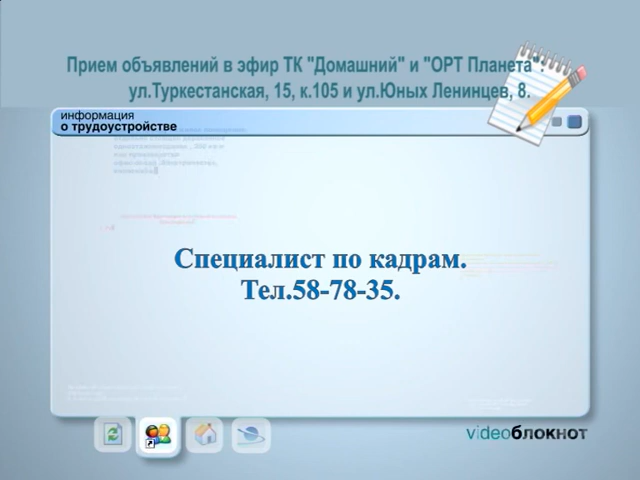 Прием объявлений в эфир ТК "Домашний" и "ОРТ Планета":
ул.Туркестанская, 15, к.105 и ул.Юных Ленинцев, 8.
информация
о трудоустройстве
Специалист по кадрам.
Тел.58-78-35.
videoблокнот